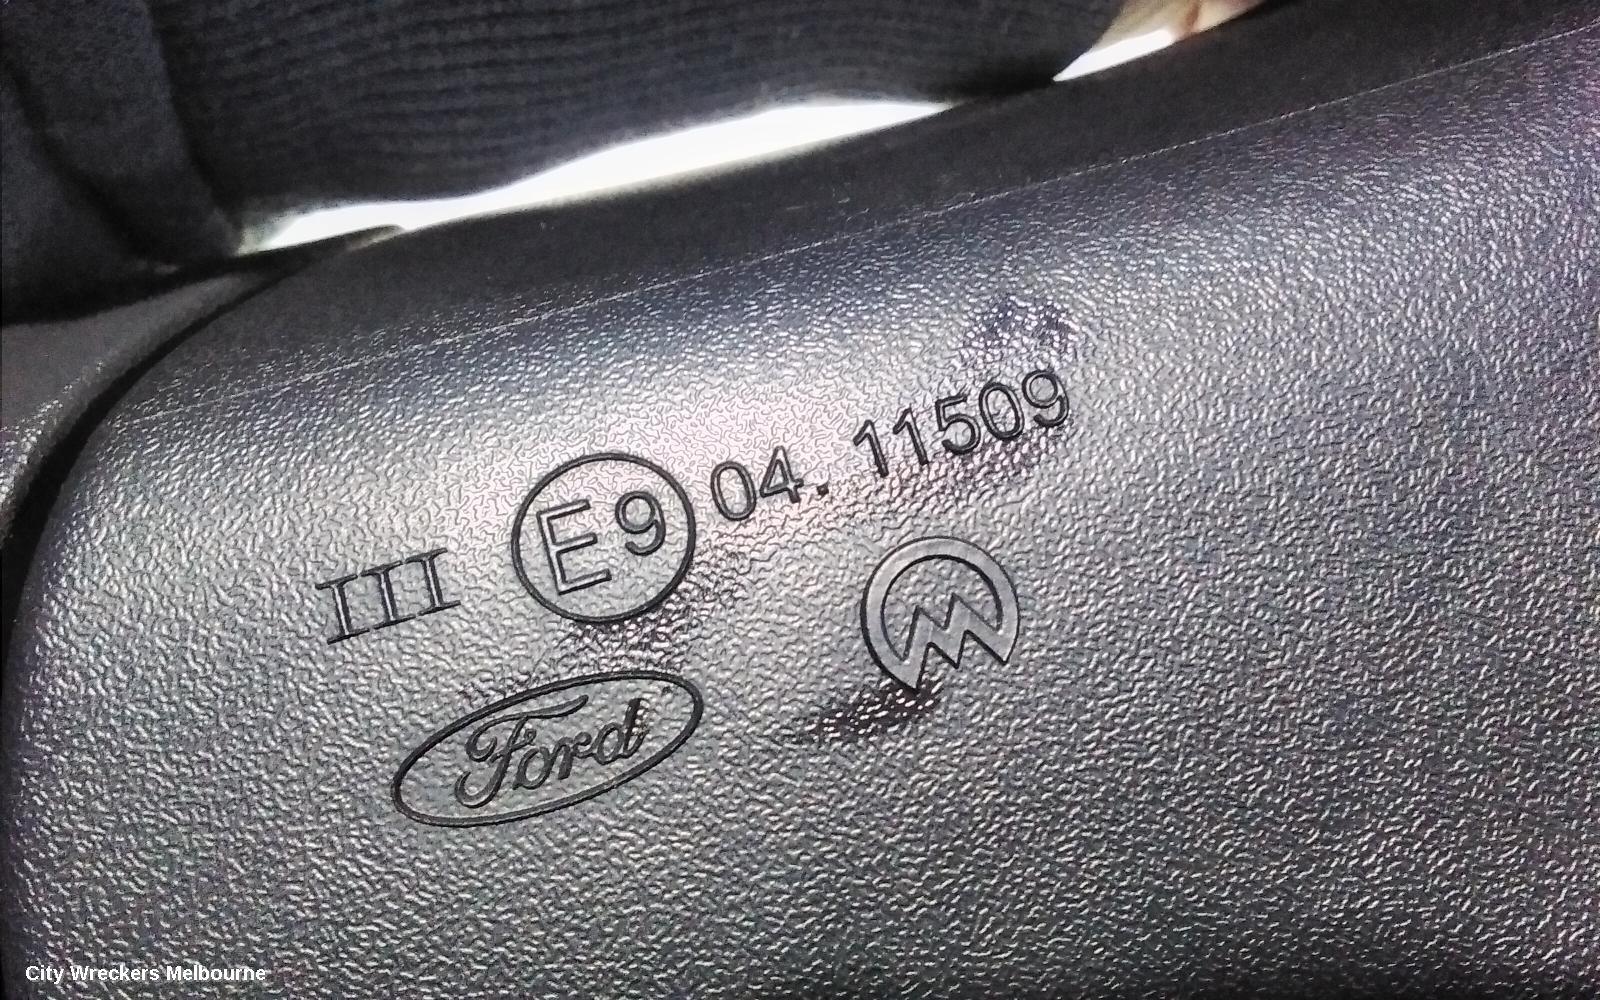 III E9 04. 11509
Ford
City Wreckers Melbourne